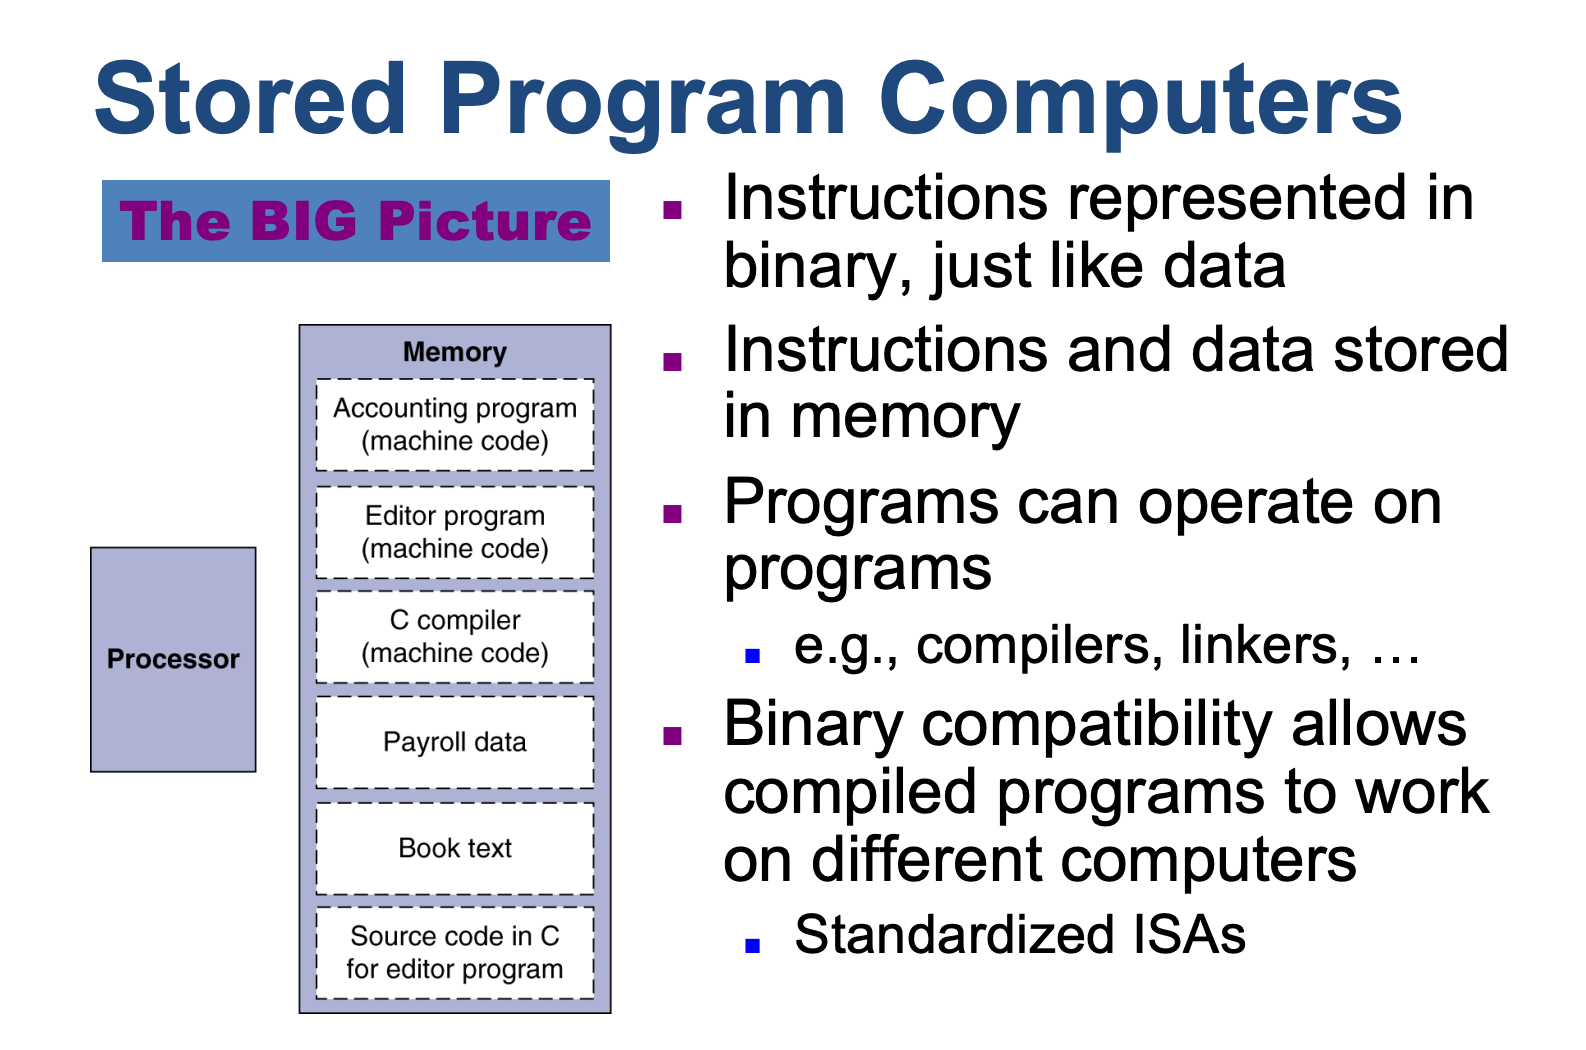 Stored Program Computers
The BIG Picture
Processor
Memory
Accounting program
(machine code)
Editor program
(machine code)
C compiler
(machine code)
Payroll data
Book text
Source code in C
for editor program
Instructions represented in
binary, just like data
Instructions and data stored
in memory
Programs can operate on
programs
e.g., compilers, linkers, …
Binary compatibility allows
compiled programs to work
on different computers
Standardized ISAs